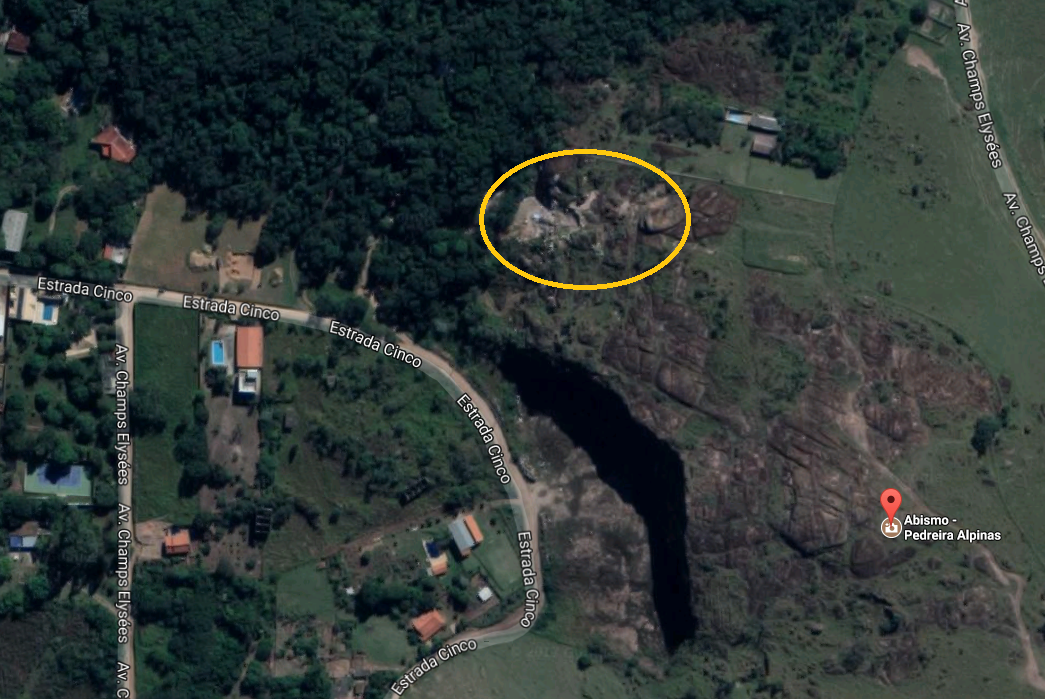 Av. Champs Elysées
Av. Champs
Estrada Cinco
Estrada Cinco
Estrada Cinco
Av. Champs Elysées
Estrada Cinco
Abismo -
Pedreira Alpinas
Av. Champs Elysées
Estrada Cinco
Estrada Cinco
Av. C